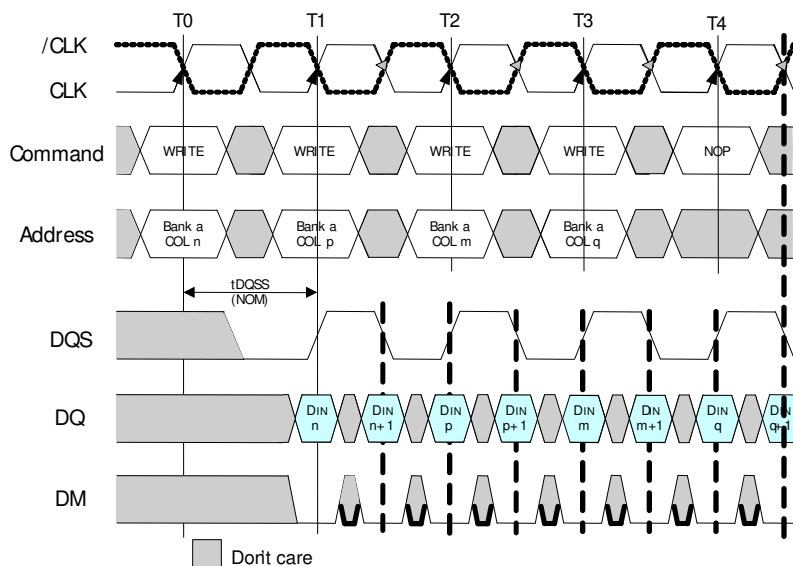 T0 T1 T2 T3 T4
/CLK
CLK
Command WRITE WRITE WRITE WRITE NOP
Address Bank a COL n Bank a COL p Bank a COL m Bank a COL q
tDQSS (NOM)
DQS
DQ DIN n DIN n+1 DIN p DIN p+1 DIN m DIN m+1 DIN q DIN q+1
DM
Don't care